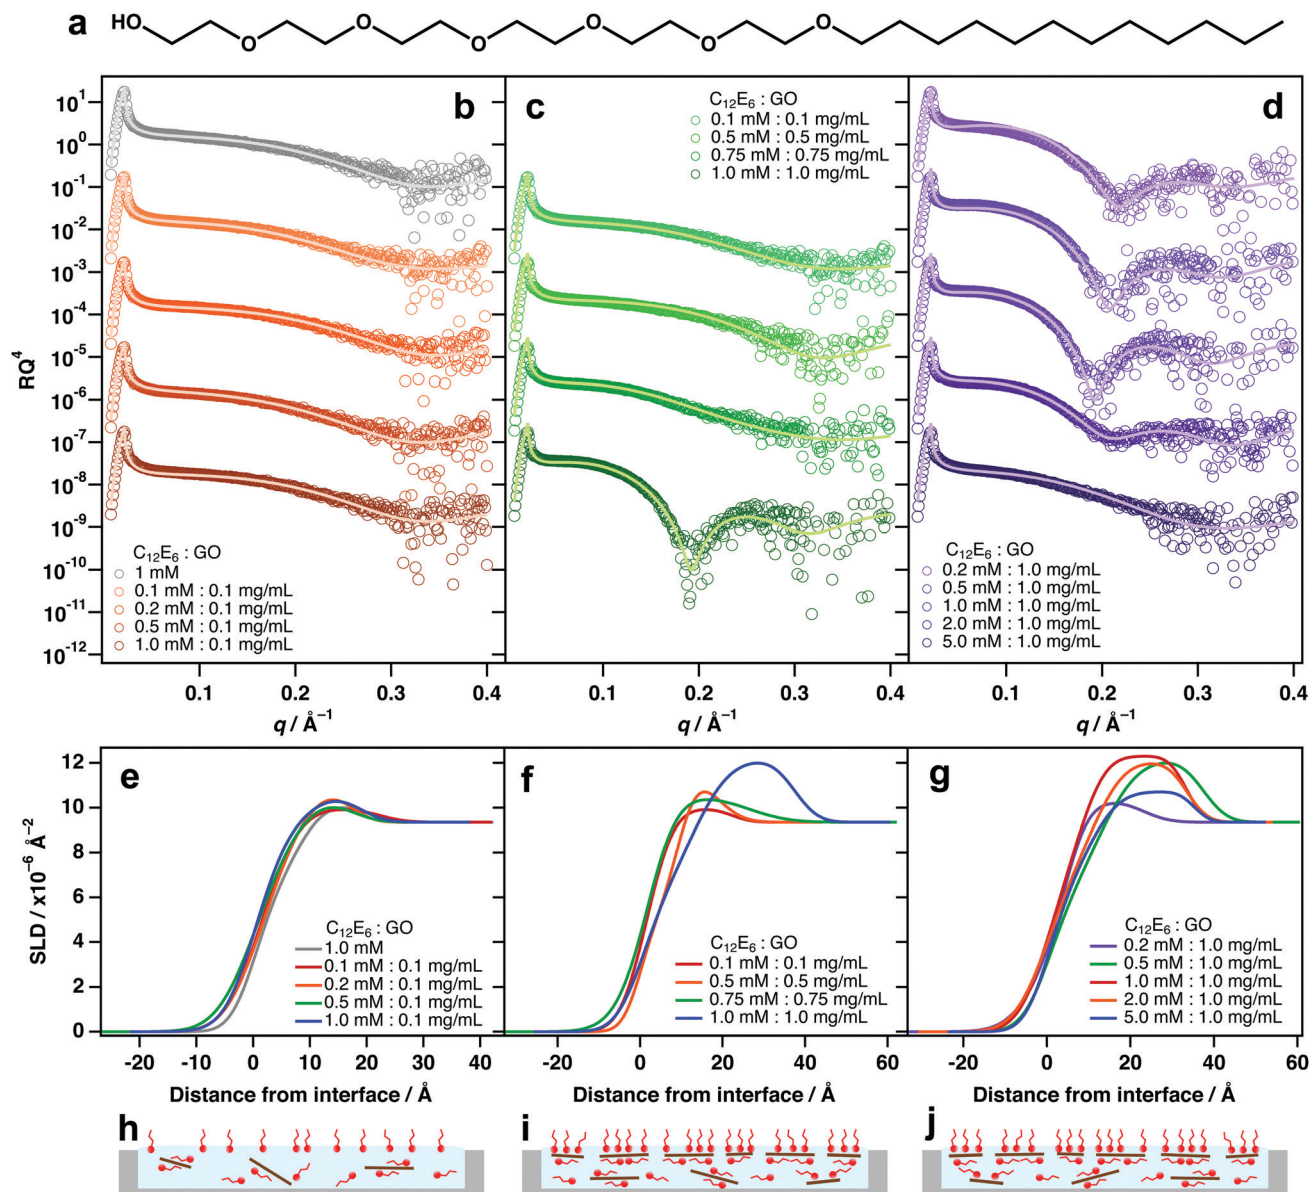 a
HO
O
O
O
O
O
O
b
c
d
RQ⁴
10¹
10⁰
10⁻¹
10⁻²
10⁻³
10⁻⁴
10⁻⁵
10⁻⁶
10⁻⁷
10⁻⁸
10⁻⁹
10⁻¹⁰
10⁻¹¹
10⁻¹²
C₁₂E₆ : GO
1 mM
0.1 mM : 0.1 mg/mL
0.2 mM : 0.1 mg/mL
0.5 mM : 0.1 mg/mL
1.0 mM : 0.1 mg/mL
C₁₂E₆ : GO
0.1 mM : 0.1 mg/mL
0.5 mM : 0.5 mg/mL
0.75 mM : 0.75 mg/mL
1.0 mM : 1.0 mg/mL
C₁₂E₆ : GO
0.2 mM : 1.0 mg/mL
0.5 mM : 1.0 mg/mL
1.0 mM : 1.0 mg/mL
2.0 mM : 1.0 mg/mL
5.0 mM : 1.0 mg/mL
0.1 0.2 0.3 0.4
0.1 0.2 0.3 0.4
0.1 0.2 0.3 0.4
q / Å⁻¹
q / Å⁻¹
q / Å⁻¹
e
f
g
SLD / x10⁻⁶ Å⁻²
12
10
8
6
4
2
0
C₁₂E₆ : GO
1.0 mM
0.1 mM : 0.1 mg/mL
0.2 mM : 0.1 mg/mL
0.5 mM : 0.1 mg/mL
1.0 mM : 0.1 mg/mL
C₁₂E₆ : GO
0.1 mM : 0.1 mg/mL
0.5 mM : 0.5 mg/mL
0.75 mM : 0.75 mg/mL
1.0 mM : 1.0 mg/mL
C₁₂E₆ : GO
0.2 mM : 1.0 mg/mL
0.5 mM : 1.0 mg/mL
1.0 mM : 1.0 mg/mL
2.0 mM : 1.0 mg/mL
5.0 mM : 1.0 mg/mL
-20 -10 0 10 20 30 40
-20 0 20 40 60
-20 0 20 40 60
Distance from interface / Å
Distance from interface / Å
Distance from interface / Å
h
i
j